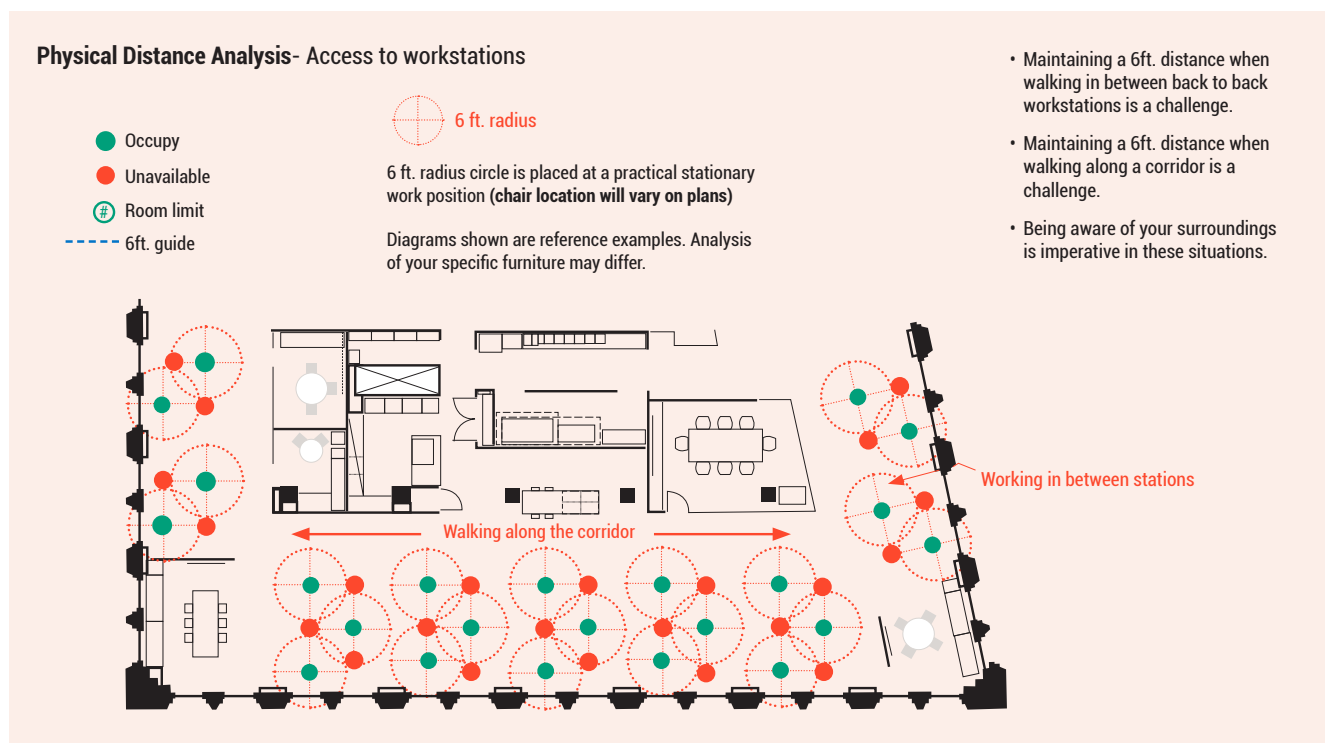 Physical Distance Analysis- Access to workstations
6 ft. radius
Occupy
Unavailable
#
Room limit
6ft. guide
6 ft. radius circle is placed at a practical stationary
work position (chair location will vary on plans)
Diagrams shown are reference examples. Analysis
of your specific furniture may differ.
• Maintaining a 6ft. distance when
walking in between back to back
workstations is a challenge.
• Maintaining a 6ft. distance when
walking along a corridor is a
challenge.
• Being aware of your surroundings
is imperative in these situations.
Working in between stations
Walking along the corridor